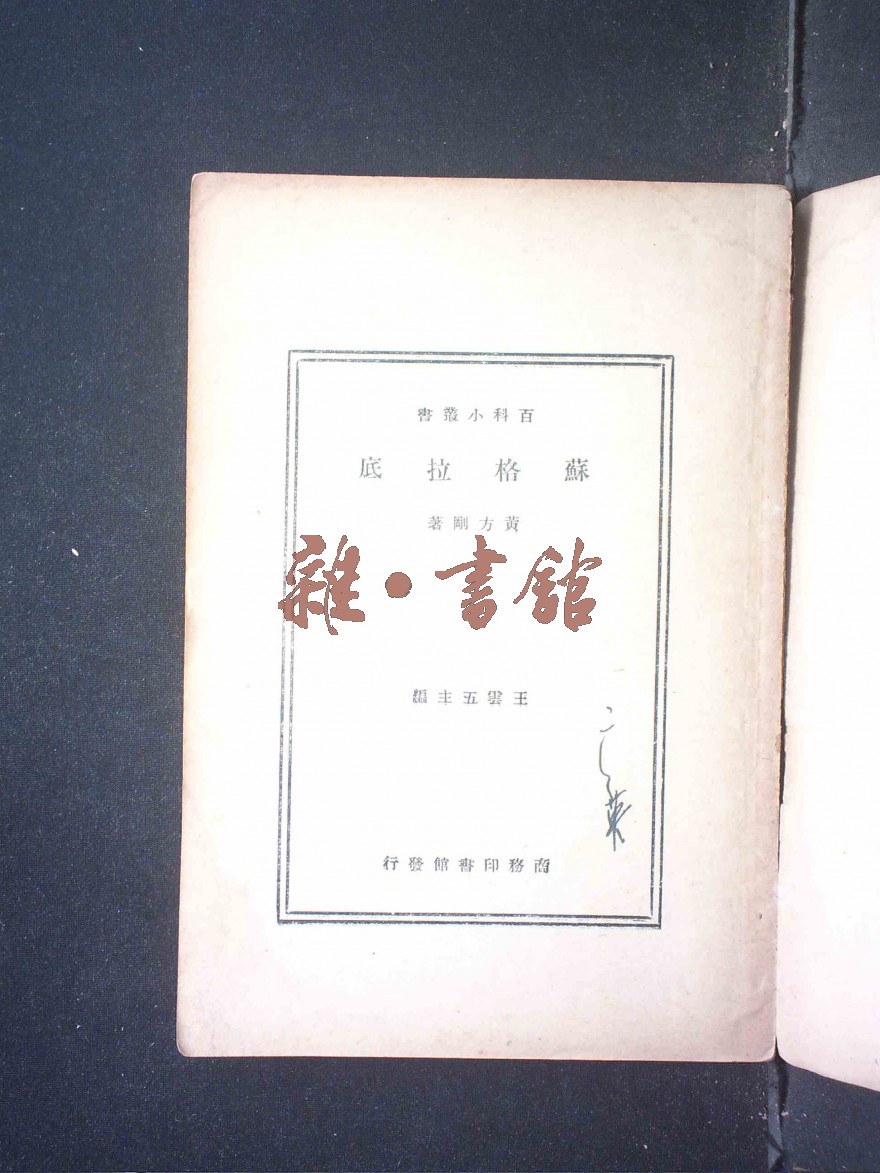 百科小叢書
蘇格拉底
黃方剛著
雜·書館
王雲五主編
商務印書館發行